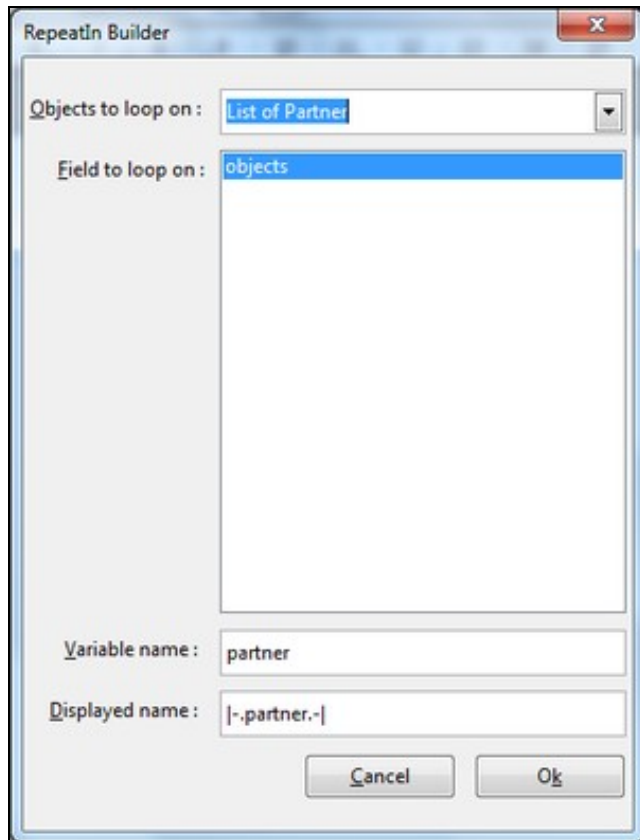 RepeatIn Builder
Objects to loop on : List of Partner
Field to loop on : objects
Variable name : partner
Displayed name : |-.partner.-|
Cancel Ok